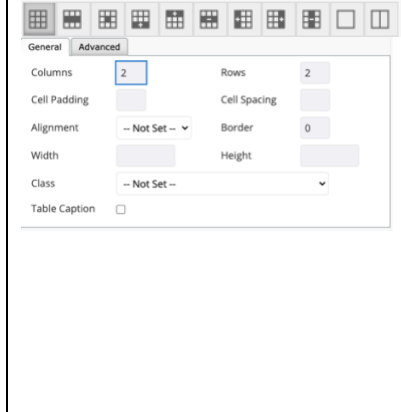 General Advanced
Columns 2 Rows 2
Cell Padding Cell Spacing
Alignment -- Not Set -- Border 0
Width Height
Class -- Not Set --
Table Caption